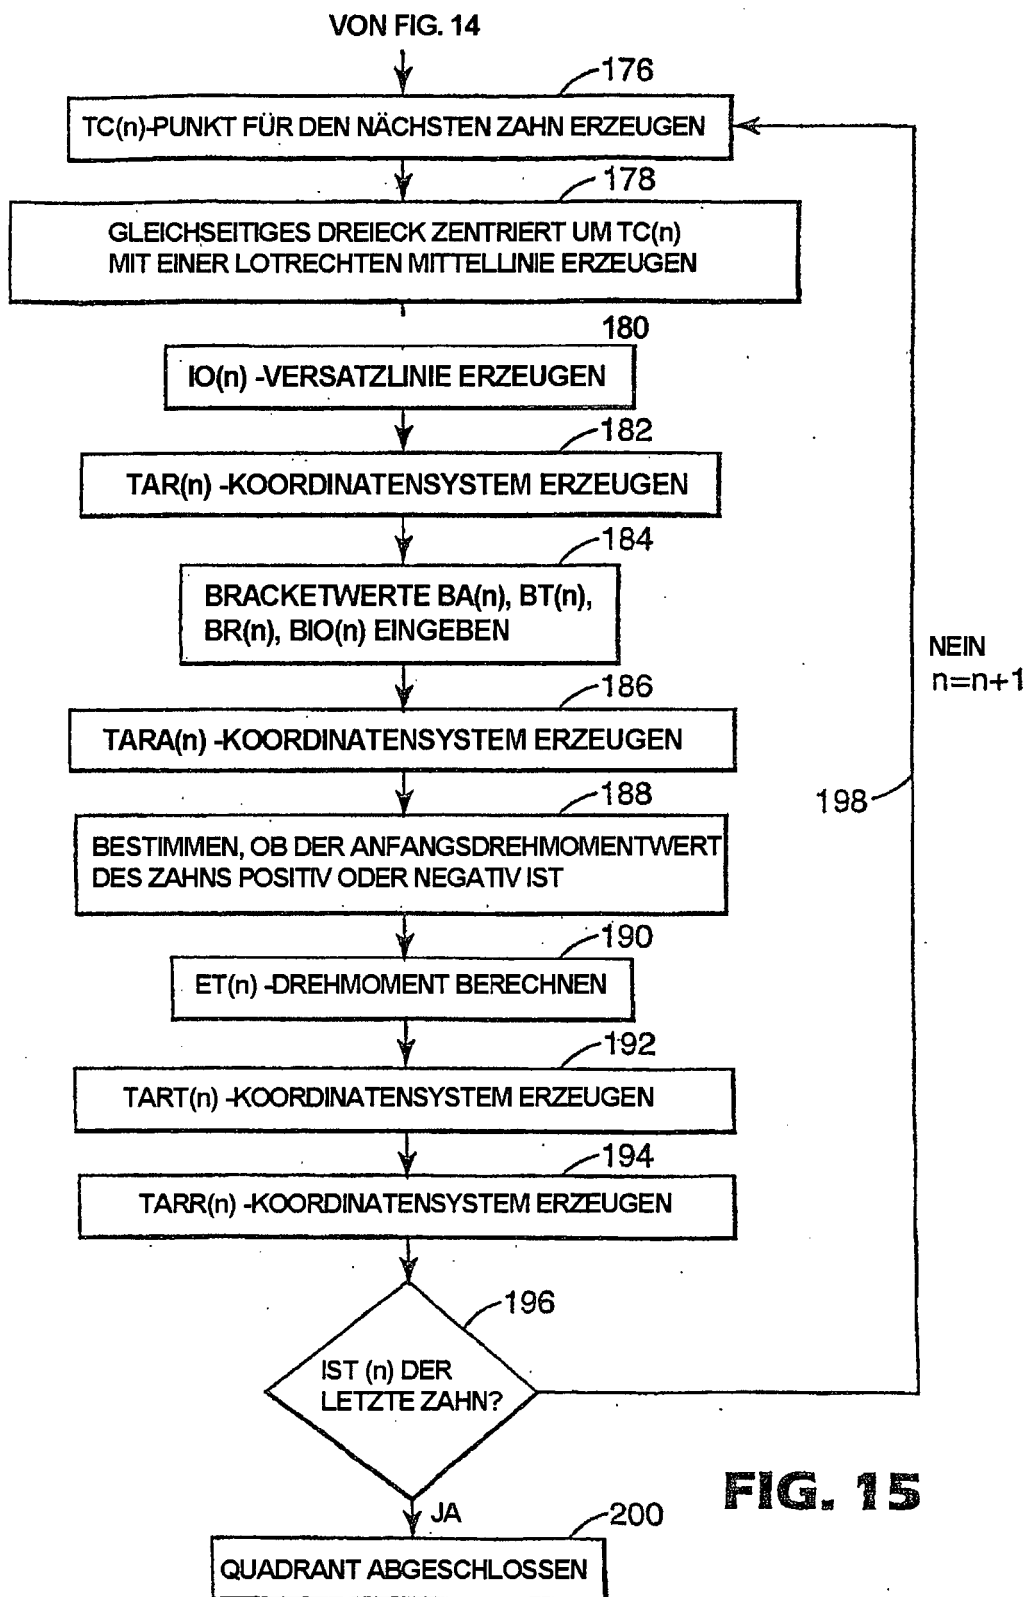 VON FIG. 14
176
TC(n)-PUNKT FÜR DEN NÄCHSTEN ZAHN ERZEUGEN
178
GLEICHSEITIGES DREIECK ZENTRIERT UM TC(n)
MIT EINER LOTRECHTEN MITTELLINIE ERZEUGEN
180
IO(n) -VERSATZLINIE ERZEUGEN
182
TAR(n) -KOORDINATENSYSTEM ERZEUGEN
184
BRACKETWERTE BA(n), BT(n),
BR(n), BIO(n) EINGEBEN
NEIN
n=n+1
186
TARA(n) -KOORDINATENSYSTEM ERZEUGEN
198
188
BESTIMMEN, OB DER ANFANGSDREHMOMENTWERT
DES ZAHNS POSITIV ODER NEGATIV IST
190
ET(n) -DREHMOMENT BERECHNEN
192
TART(n) -KOORDINATENSYSTEM ERZEUGEN
194
TARR(n) -KOORDINATENSYSTEM ERZEUGEN
196
IST (n) DER
LETZTE ZAHN?
FIG. 15
JA
200
QUADRANT ABGESCHLOSSEN